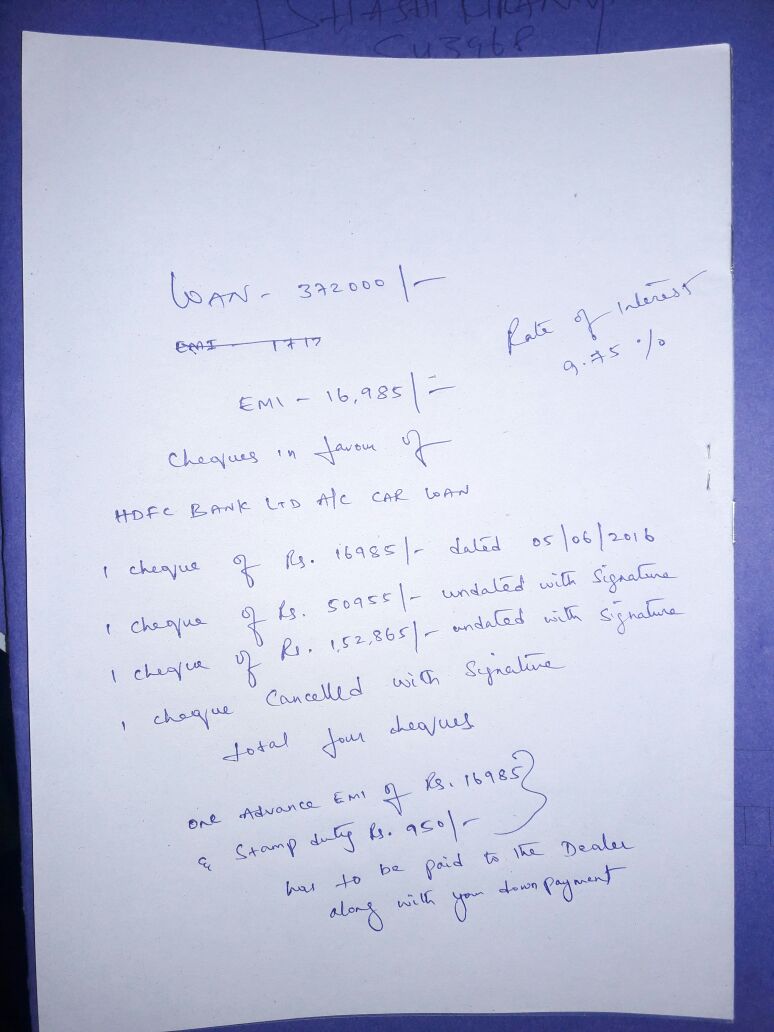 SHASHI KIRAN
LOAN - 372000/-
EMI - 1717
Rate of Interest
9.75 %
EMI - 16,985/=
Cheques in favour of
HDFC BANK LTD A/C CAR LOAN
1 cheque of Rs. 16985/- dated 05/06/2016
1 cheque of Rs. 50955/- undated with Signature
1 cheque of Rs. 1,52,865/- undated with Signature
1 cheque Cancelled with Signature
total four cheques
one Advance EMI of Rs. 16985
& Stamp duty Rs. 950/-
has to be paid to the Dealer
along with your down payment